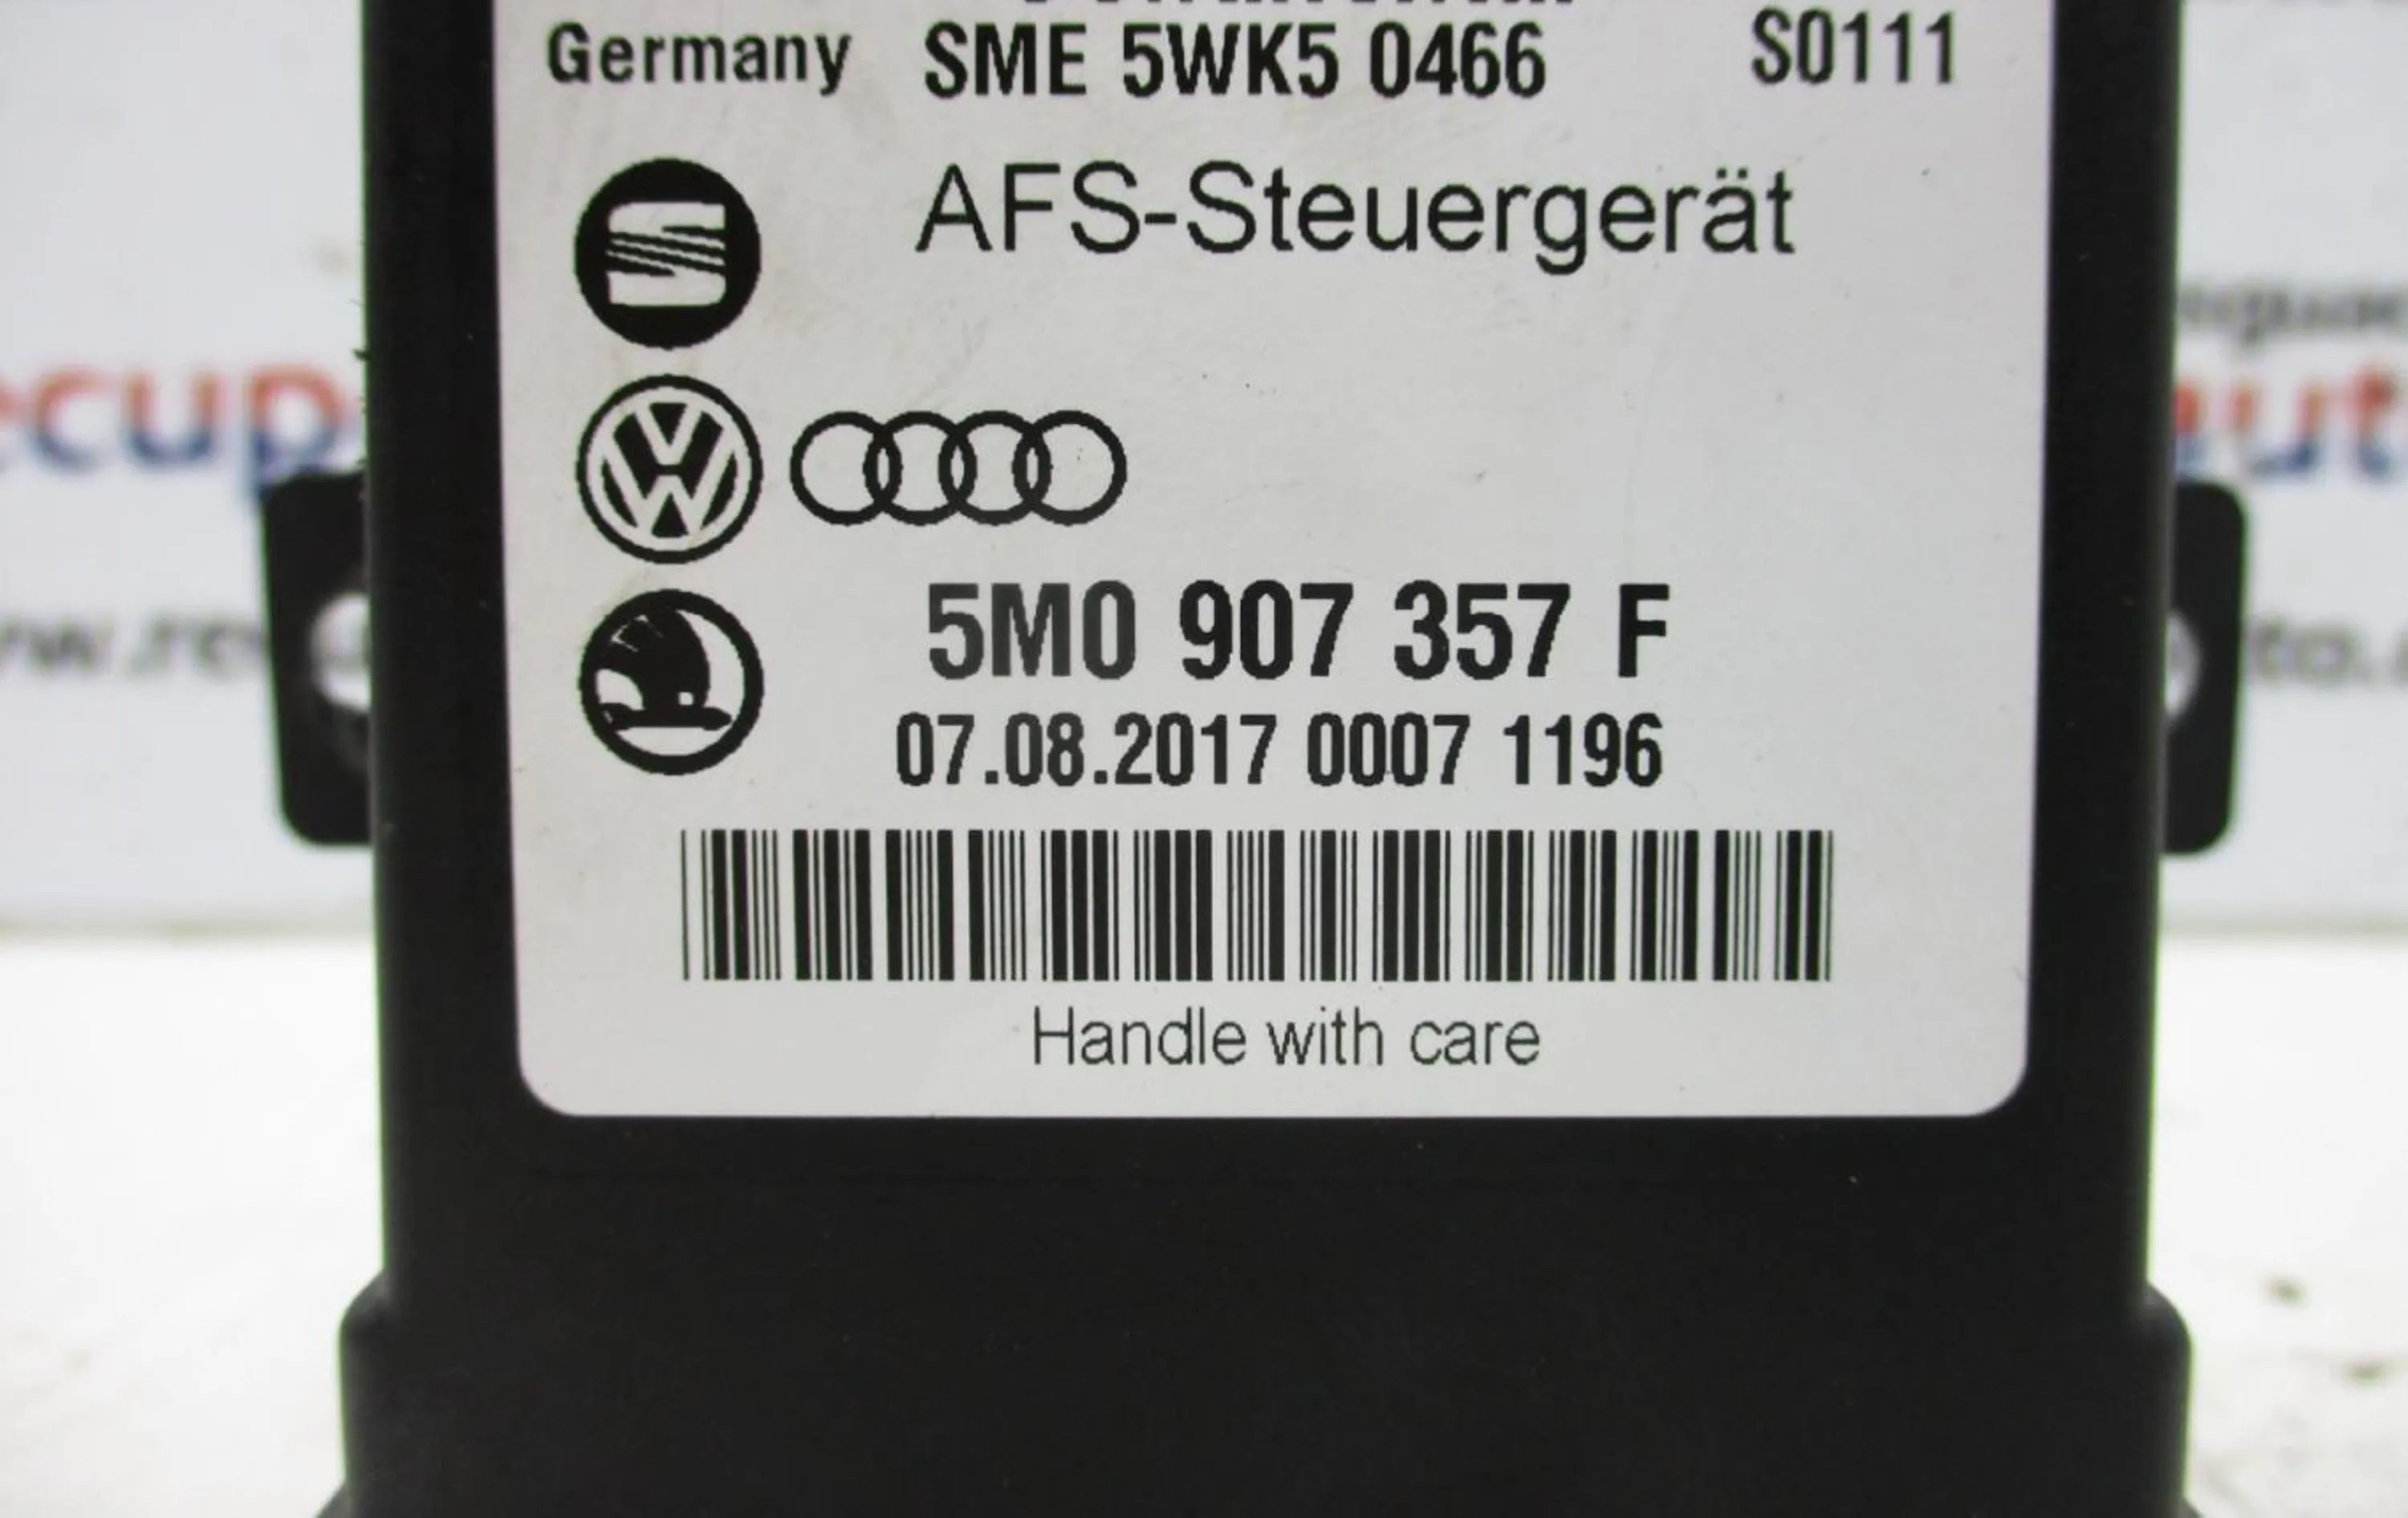 Germany SME 5WK5 0466 S0111
AFS-Steuergerät
5M0 907 357 F
07.08.2017 0007 1196
Handle with care